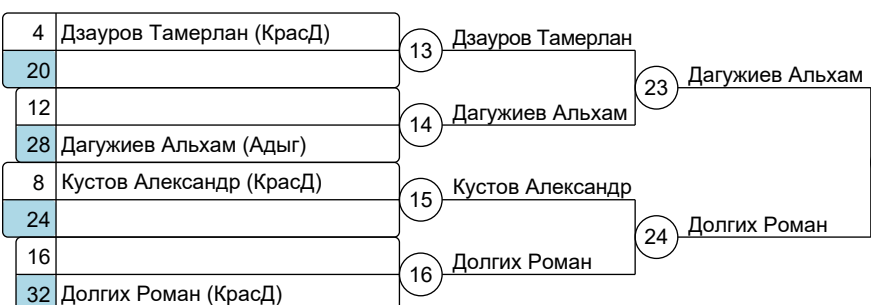 4 Дзауров Тамерлан (КрасД)
20
12
28 Дагужиев Альхам (Адыг)
8 Кустов Александр (КрасД)
24
16
32 Долгих Роман (КрасД)
13 Дзауров Тамерлан
14 Дагужиев Альхам
15 Кустов Александр
16 Долгих Роман
23 Дагужиев Альхам
24 Долгих Роман